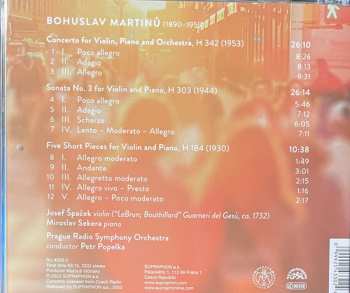 BOHUSLAV MARTINŮ (1890–1959)
Concerto for Violin, Piano and Orchestra, H 342 (1953) 26:10
1 I. Poco allegro 8:26
2 II. Adagio 8:13
3 III. Allegro 8:31
Sonata No. 3 for Violin and Piano, H 303 (1944) 26:14
4 I. Poco allegro 5:46
5 II. Adagio 7:12
6 III. Scherzo 6:05
7 IV. Lento – Moderato – Allegro 7:11
Five Short Pieces for Violin and Piano, H 184 (1930) 10:38
8 I. Allegro moderato 1:49
9 II. Andante 3:01
10 III. Allegretto moderato
11 IV. Allegro vivo – Presto 1:16
12 V. Allegro – Poco moderato
Josef Špaček violin ("LeBrun; Bouthillard" Guarneri del Gesù, ca. 1732)
Miroslav Sekera piano
Prague Radio Symphony Orchestra
conductor Petr Popelka
SUPRAPHON a.s.
Czech Republic
SUPRAPHON